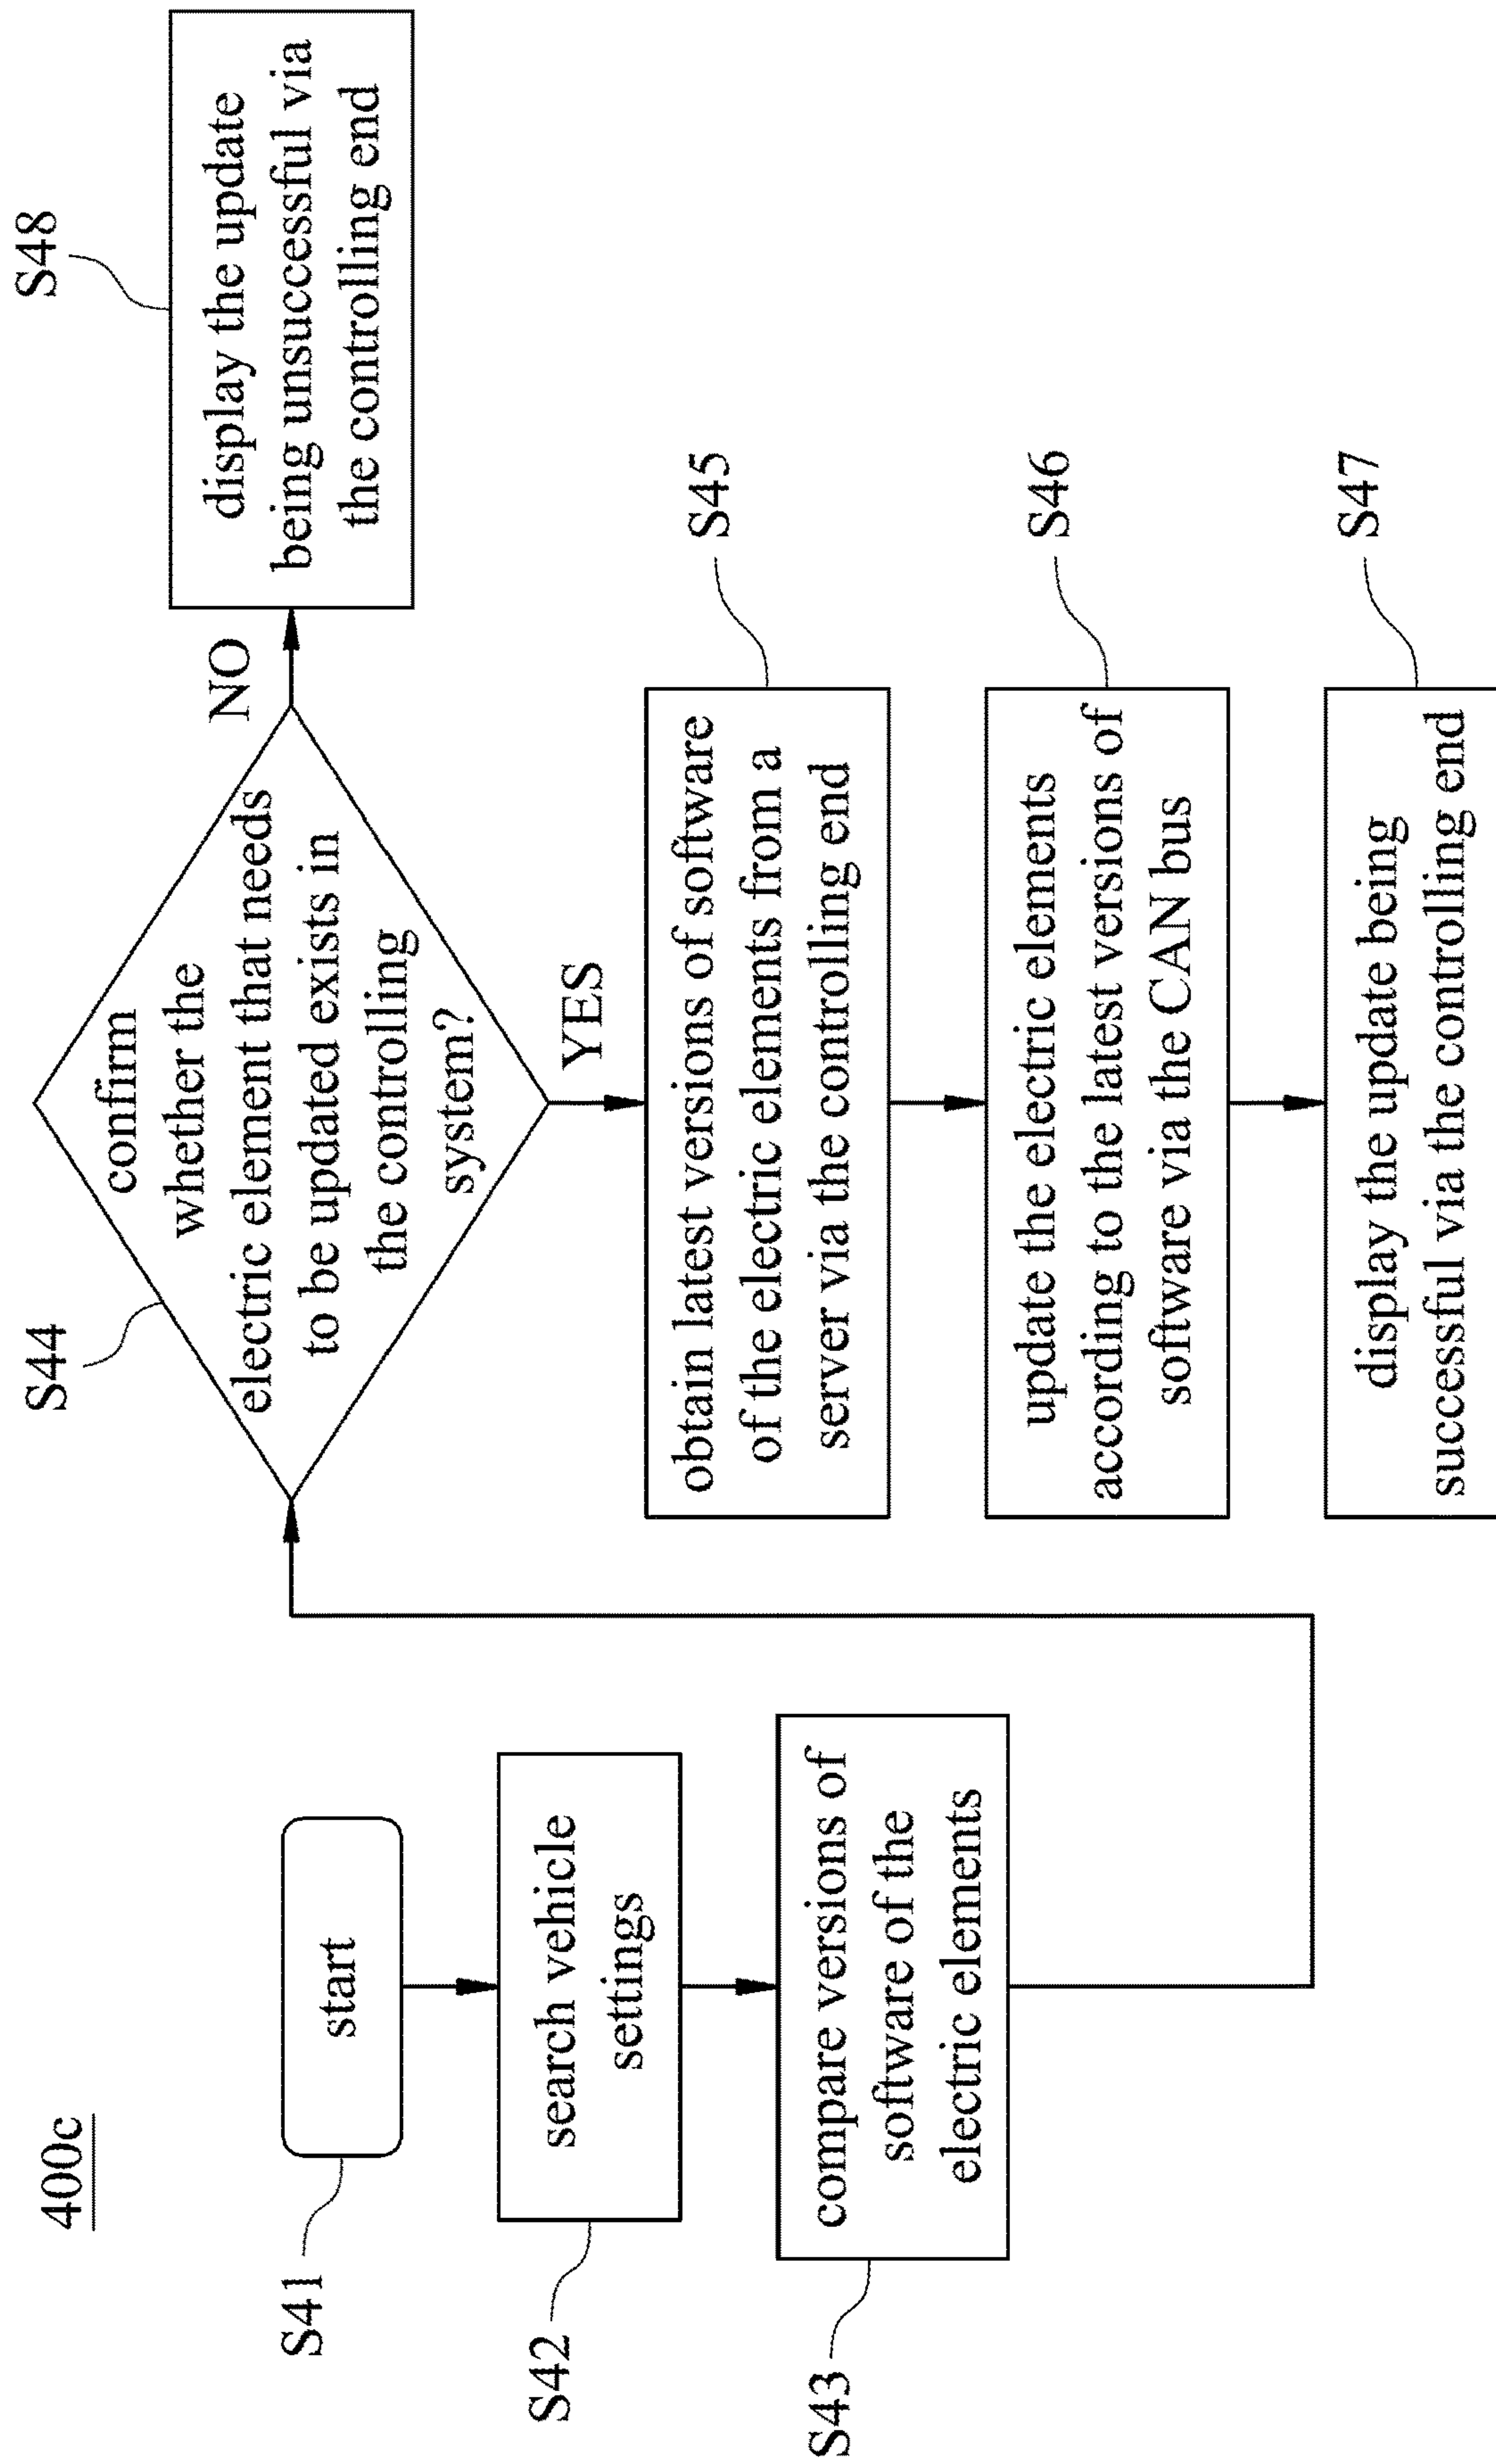 400c
S41
start
S42
search vehicle
settings
S43
compare versions of
software of the
electric elements
S44
confirm
whether the
electric element that needs
to be updated exists in
the controlling
system?
NO
S48
display the update
being unsuccessful via
the controlling end
YES
S45
obtain latest versions of software
of the electric elements from a
server via the controlling end
S46
update the electric elements
according to the latest versions of
software via the CAN bus
S47
display the update being
successful via the controlling end